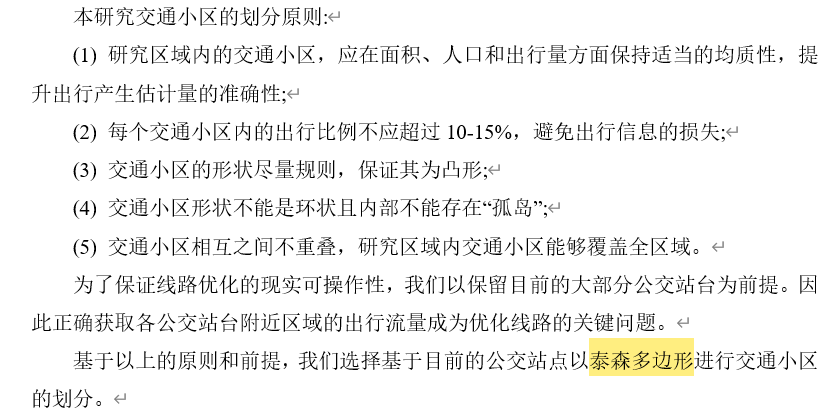 本研究交通小区的划分原则:↵
(1) 研究区域内的交通小区，应在面积、人口和出行量方面保持适当的均质性，提
升出行产生估计量的准确性;↵
(2) 每个交通小区内的出行比例不应超过 10-15%，避免出行信息的损失;↵
(3) 交通小区的形状尽量规则，保证其为凸形;↵
(4) 交通小区形状不能是环状且内部不能存在“孤岛”;↵
(5) 交通小区相互之间不重叠，研究区域内交通小区能够覆盖全区域。↵
为了保证线路优化的现实可操作性，我们以保留目前的大部分公交站台为前提。因
此正确获取各公交站台附近区域的出行流量成为优化线路的关键问题。↵
基于以上的原则和前提，我们选择基于目前的公交站点以泰森多边形进行交通小区
的划分。↵